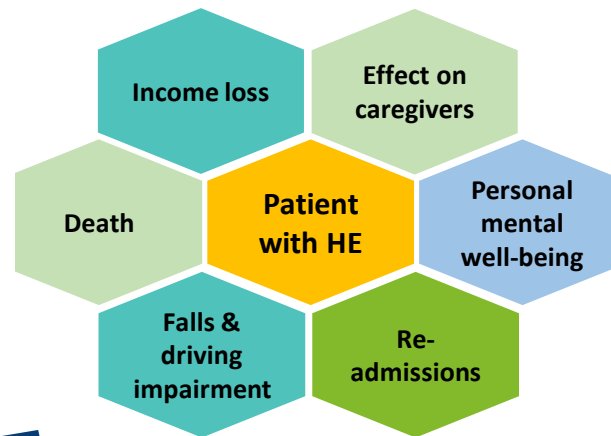 Income loss
Effect on
caregivers
Death
Patient
with HE
Personal
mental
well-being
Falls &
driving
impairment
Re-
admissions